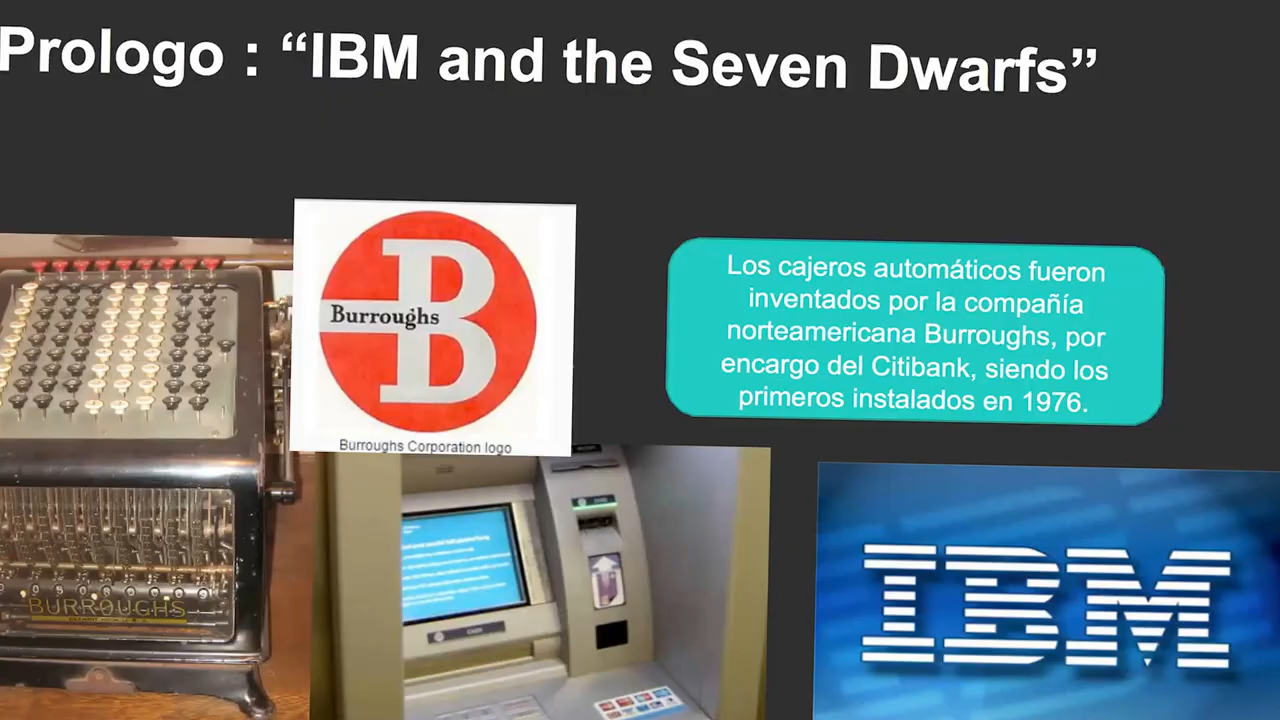 Prologo : “IBM and the Seven Dwarfs”
Burroughs
Burroughs Corporation logo
Los cajeros automáticos fueron
inventados por la compañía
norteamericana Burroughs, por
encargo del Citibank, siendo los
primeros instalados en 1976.
BURROUGHS
IBM